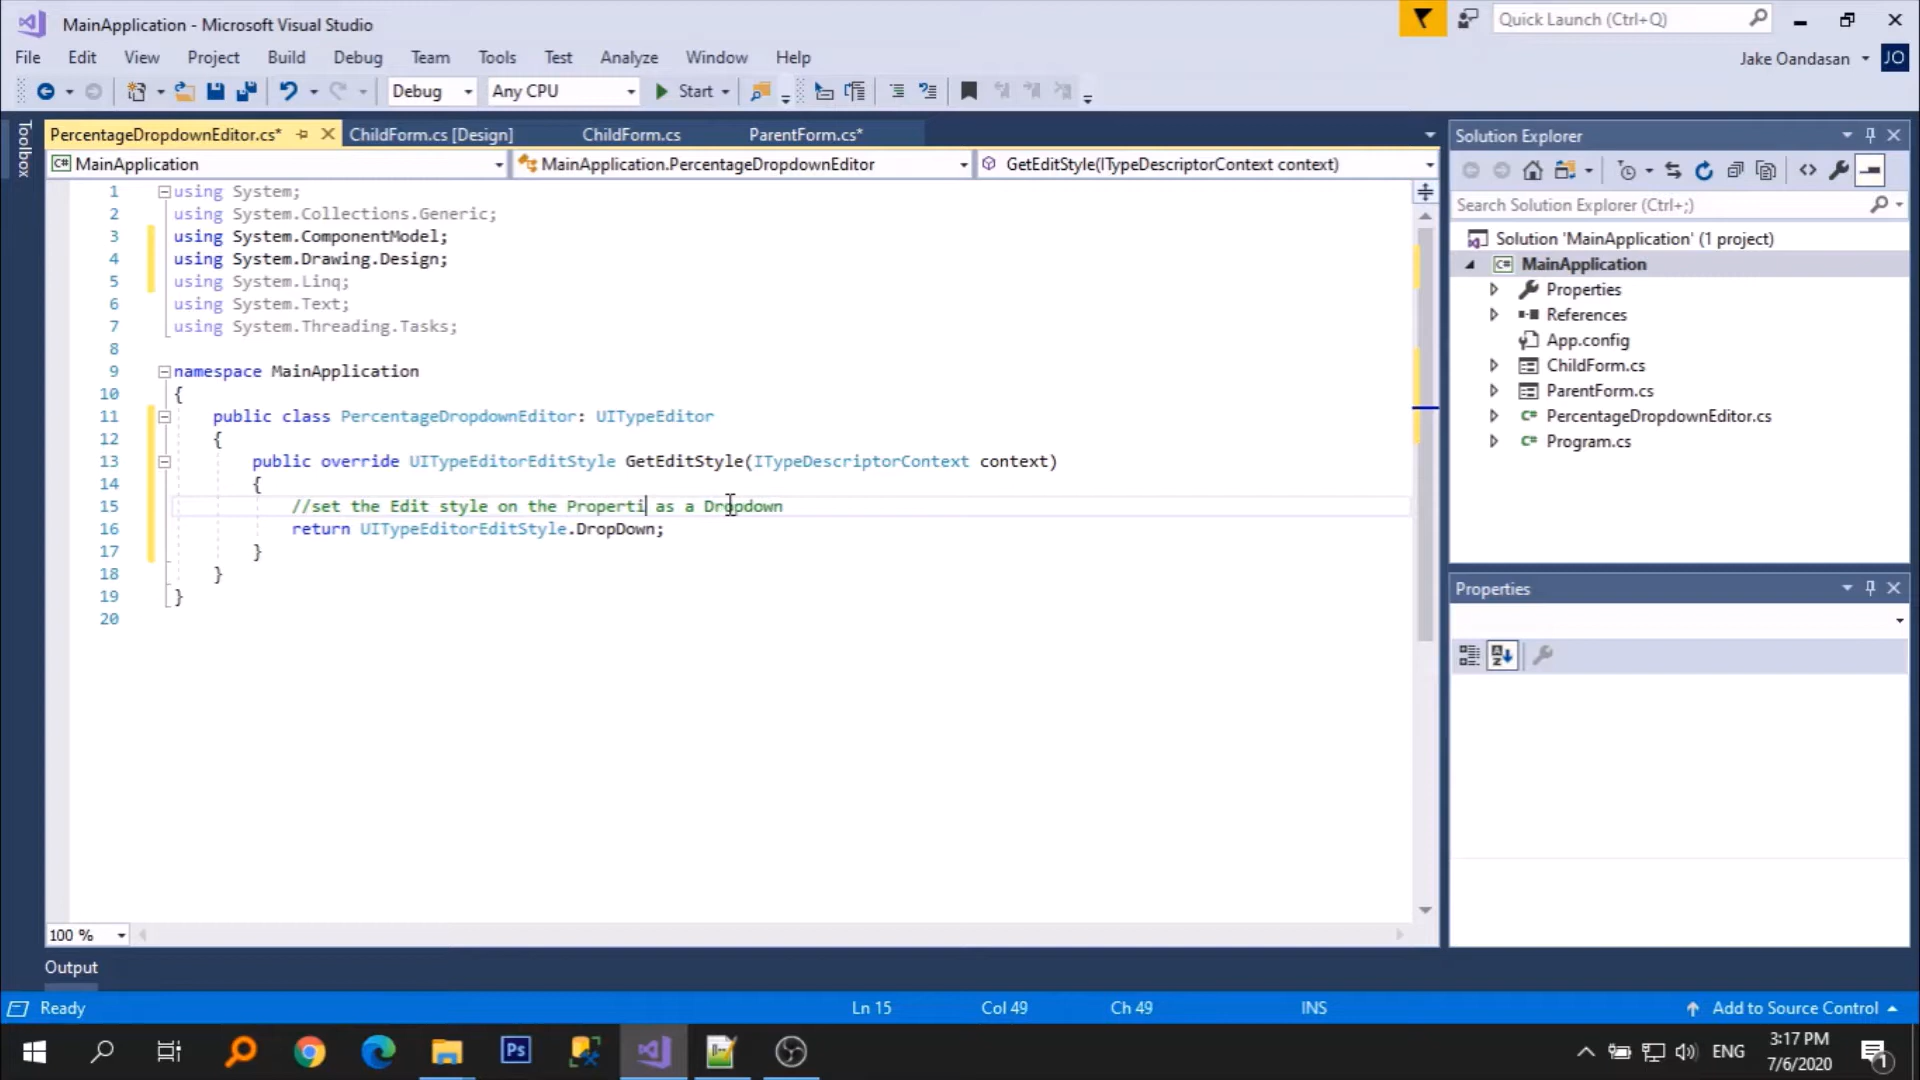 MainApplication - Microsoft Visual Studio
Quick Launch (Ctrl+Q)
File Edit View Project Build Debug Team Tools Test Analyze Window Help
Jake Oandasan JO
Debug Any CPU Start
Toolbox
PercentageDropdownEditor.cs* ChildForm.cs [Design] ChildForm.cs ParentForm.cs*
C# MainApplication MainApplication.PercentageDropdownEditor GetEditStyle(ITypeDescriptorContext context)
1 using System;
2 using System.Collections.Generic;
3 using System.ComponentModel;
4 using System.Drawing.Design;
5 using System.Linq;
6 using System.Text;
7 using System.Threading.Tasks;
8
9 namespace MainApplication
10 {
11 public class PercentageDropdownEditor: UITypeEditor
12 {
13 public override UITypeEditorEditStyle GetEditStyle(ITypeDescriptorContext context)
14 {
15 //set the Edit style on the Properti as a Dropdown
16 return UITypeEditorEditStyle.DropDown;
17 }
18 }
19 }
20
100 %
Output
Solution Explorer
Search Solution Explorer (Ctrl+;)
Solution 'MainApplication' (1 project)
C# MainApplication
Properties
References
App.config
ChildForm.cs
ParentForm.cs
C# PercentageDropdownEditor.cs
C# Program.cs
Properties
Ready Ln 15 Col 49 Ch 49 INS Add to Source Control
Ps ENG 3:17 PM
7/6/2020 1